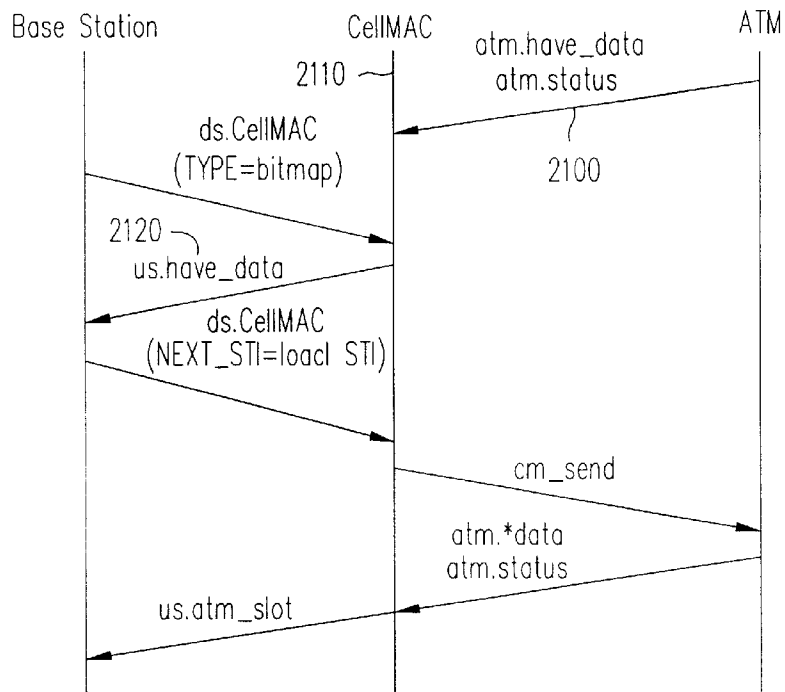 Base Station
CellMAC
ATM
2110
atm.have_data
atm.status
2100
ds.CellMAC
(TYPE=bitmap)
2120
us.have_data
ds.CellMAC
(NEXT_STI=loacl STI)
cm_send
atm.*data
atm.status
us.atm_slot